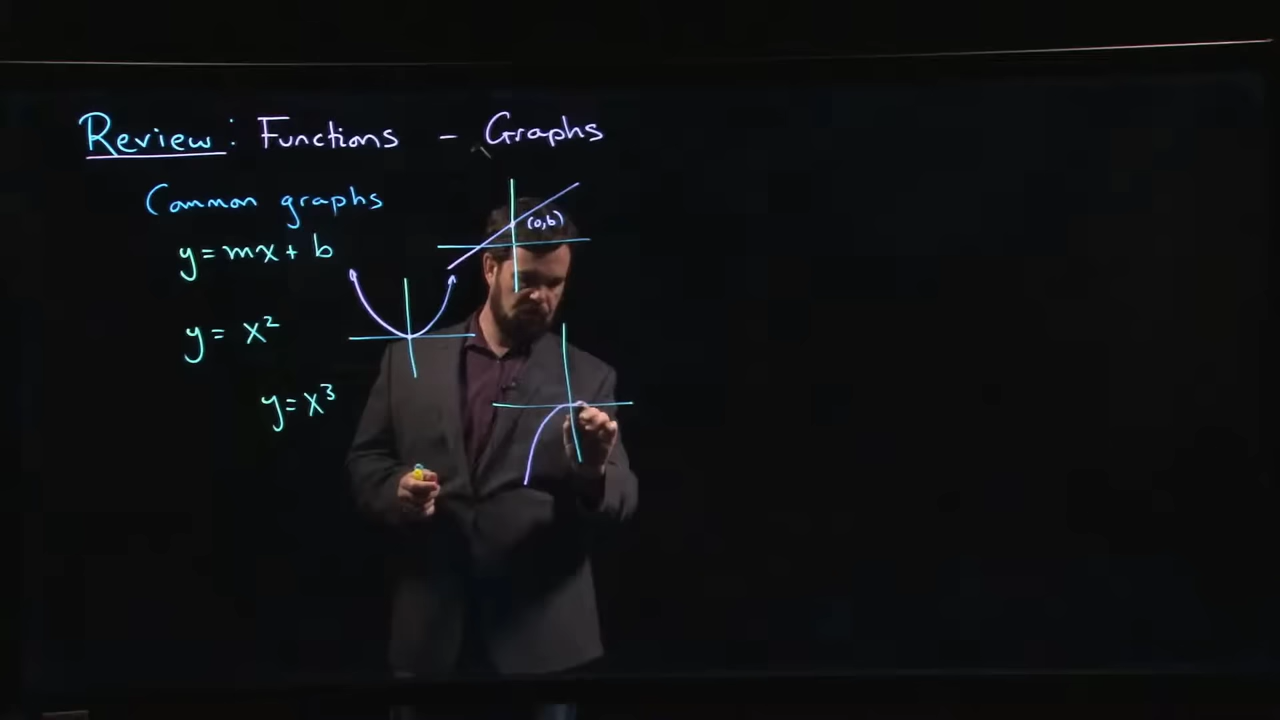 Review: Functions - Graphs
Common graphs
y = mx + b
(0,b)
y = x²
y = x³